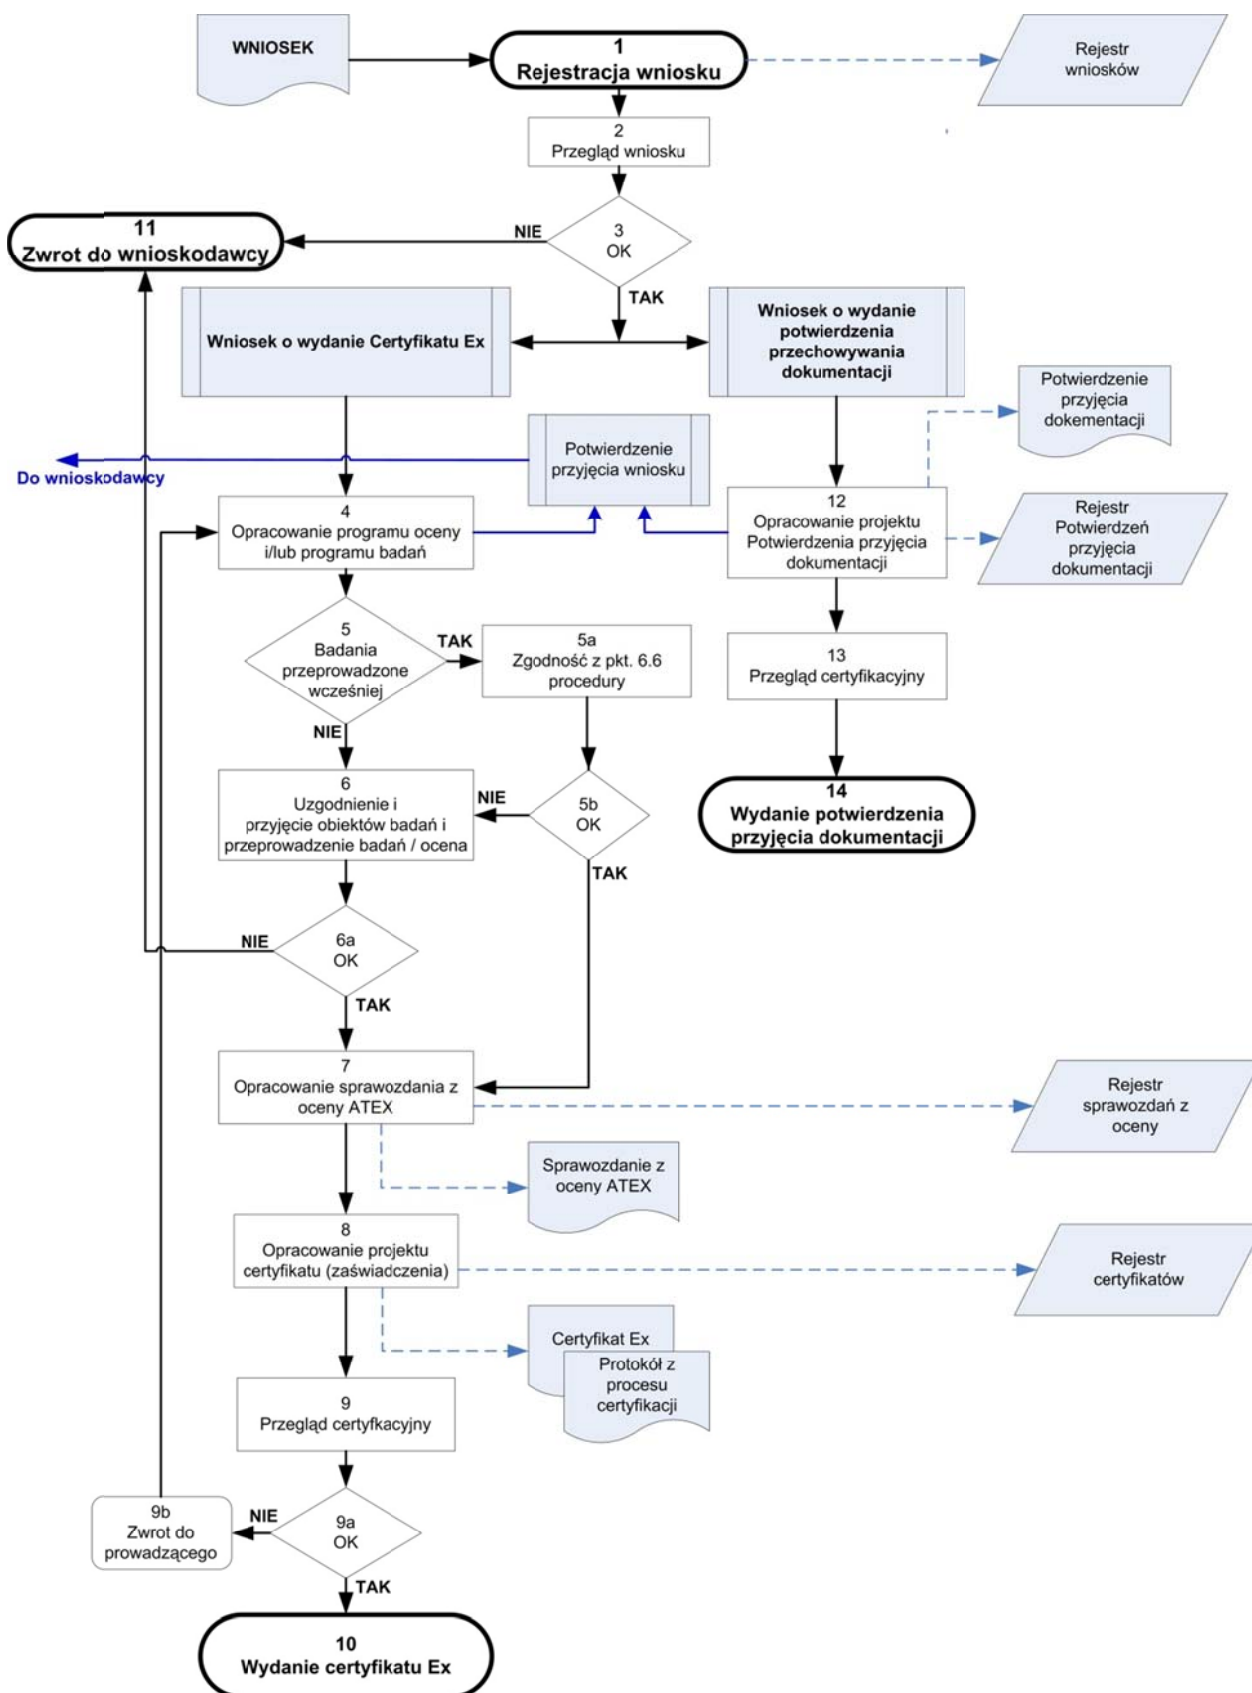 WNIOSEK
1
Rejestracja wniosku
Rejestr
wniosków
2
Przegląd wniosku
11
Zwrot do wnioskodawcy
NIE
3
OK
TAK
Wniosek o wydanie Certyfikatu Ex
Wniosek o wydanie
potwierdzenia
przechowywania
dokumentacji
Potwierdzenie
przyjęcia
dokementacji
Do wnioskodawcy
Potwierdzenie
przyjęcia wniosku
4
Opracowanie programu oceny
i/lub programu badań
12
Opracowanie projektu
Potwierdzenia przyjęcia
dokumentacji
Rejestr
Potwierdzeń
przyjęcia
dokumentacji
5
Badania
przeprowadzone
wcześniej
TAK
5a
Zgodność z pkt. 6.6
procedury
13
Przegląd certyfikacyjny
NIE
6
Uzgodnienie i
przyjęcie obiektów badań i
przeprowadzenie badań / ocena
NIE
5b
OK
14
Wydanie potwierdzenia
przyjęcia dokumentacji
TAK
NIE
6a
OK
TAK
7
Opracowanie sprawozdania z
oceny ATEX
Rejestr
sprawozdań z
oceny
Sprawozdanie z
oceny ATEX
8
Opracowanie projektu
certyfikatu (zaświadczenia)
Rejestr
certyfikatów
Certyfikat Ex
Protokół z
procesu
certyfikacji
9
Przegląd certyfkacyjny
9b
Zwrot do
prowadzącego
NIE
9a
OK
TAK
10
Wydanie certyfikatu Ex